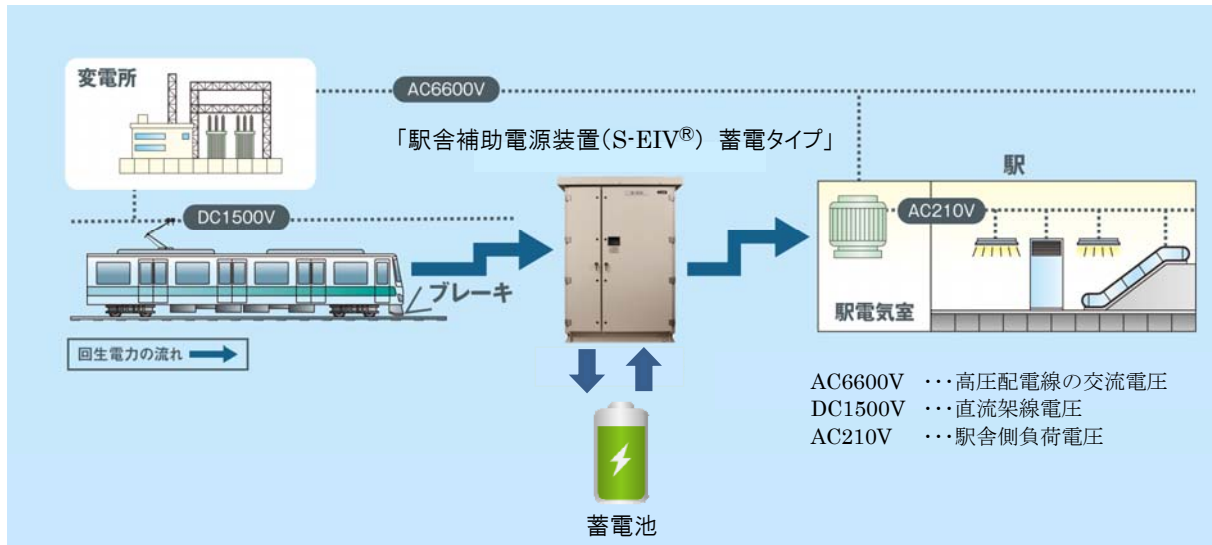 変電所
AC6600V
「駅舎補助電源装置(S-EIV®) 蓄電タイプ」
駅
DC1500V
AC210V
ブレーキ
駅電気室
回生電力の流れ
AC6600V ・・・高圧配電線の交流電圧
DC1500V ・・・直流架線電圧
AC210V ・・・駅舎側負荷電圧
蓄電池